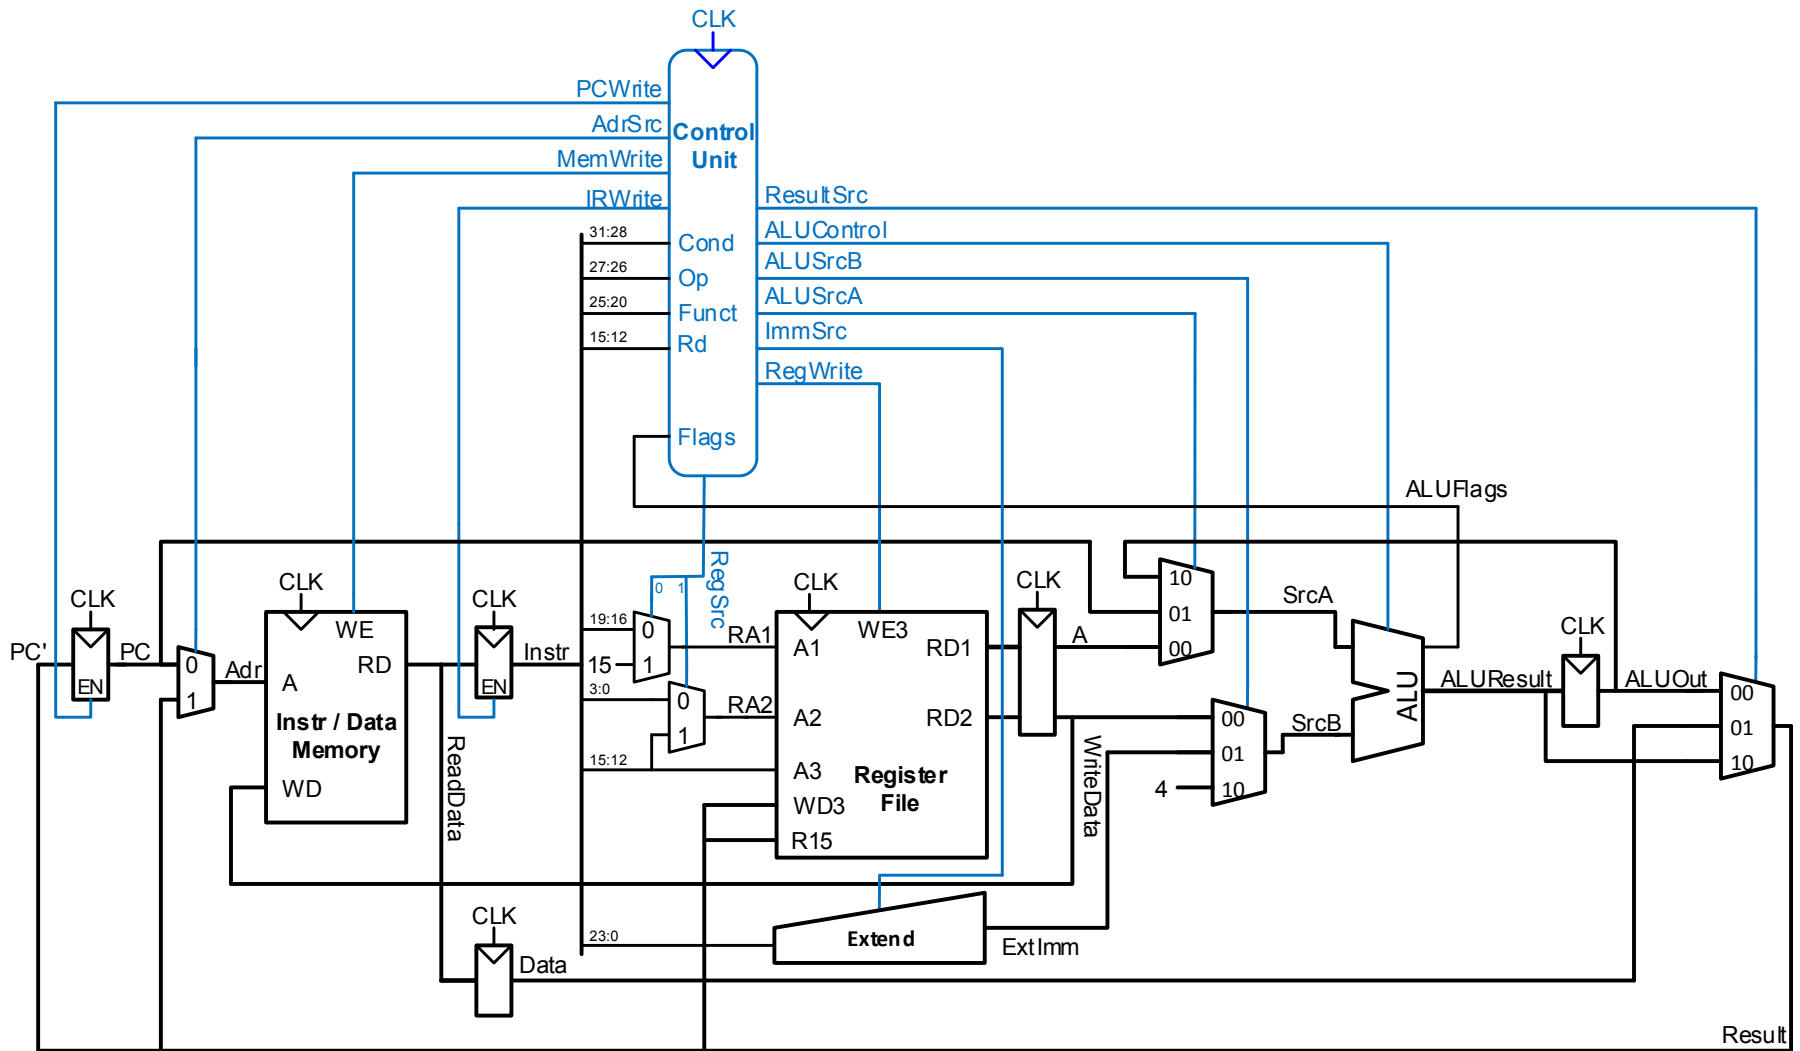 CLK
PCWrite
AdrSrc
MemWrite
IRWrite
Control
Unit
ResultSrc
ALUControl
ALUSrcB
ALUSrcA
ImmSrc
RegWrite
31:28
Cond
27:26
Op
25:20
Funct
15:12
Rd
Flags
ALUFlags
RegSrc
0 1
CLK
PC'
EN
PC
0
1
Adr
CLK
WE
RD
A
Instr / Data
Memory
WD
ReadData
CLK
EN
Instr
19:16
15
0
1
RA1
3:0
0
1
RA2
15:12
CLK
WE3
A1
RD1
A2
RD2
A3
Register
File
WD3
R15
CLK
A
WriteData
10
01
00
SrcA
00
01
10
4
SrcB
ALU
ALUResult
CLK
ALUOut
00
01
10
23:0
Extend
ExtImm
CLK
Data
Result